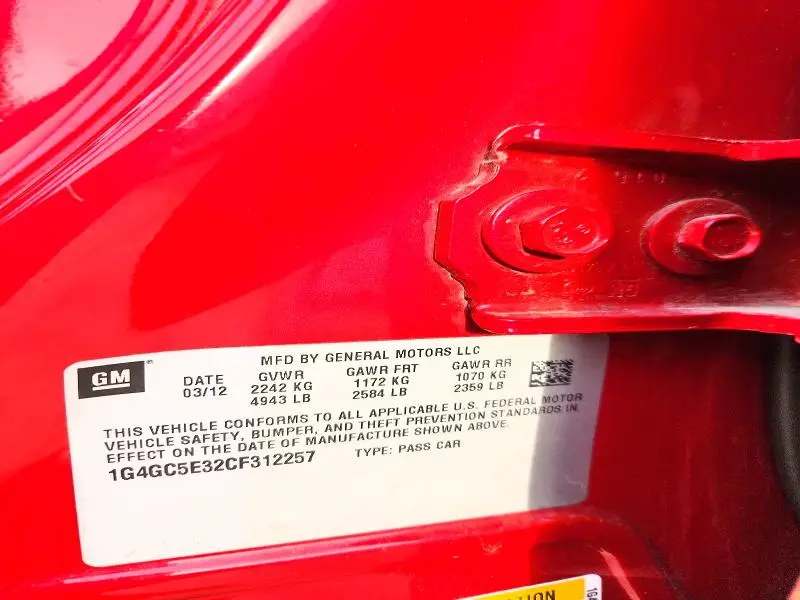 GM
MFD BY GENERAL MOTORS LLC
DATE GVWR GAWR FRT GAWR RR
03/12 2242 KG 1172 KG 1070 KG
4943 LB 2584 LB 2359 LB
THIS VEHICLE CONFORMS TO ALL APPLICABLE U.S. FEDERAL MOTOR
VEHICLE SAFETY, BUMPER, AND THEFT PREVENTION STANDARDS IN
EFFECT ON THE DATE OF MANUFACTURE SHOWN ABOVE.
1G4GC5E32CF312257 TYPE: PASS CAR